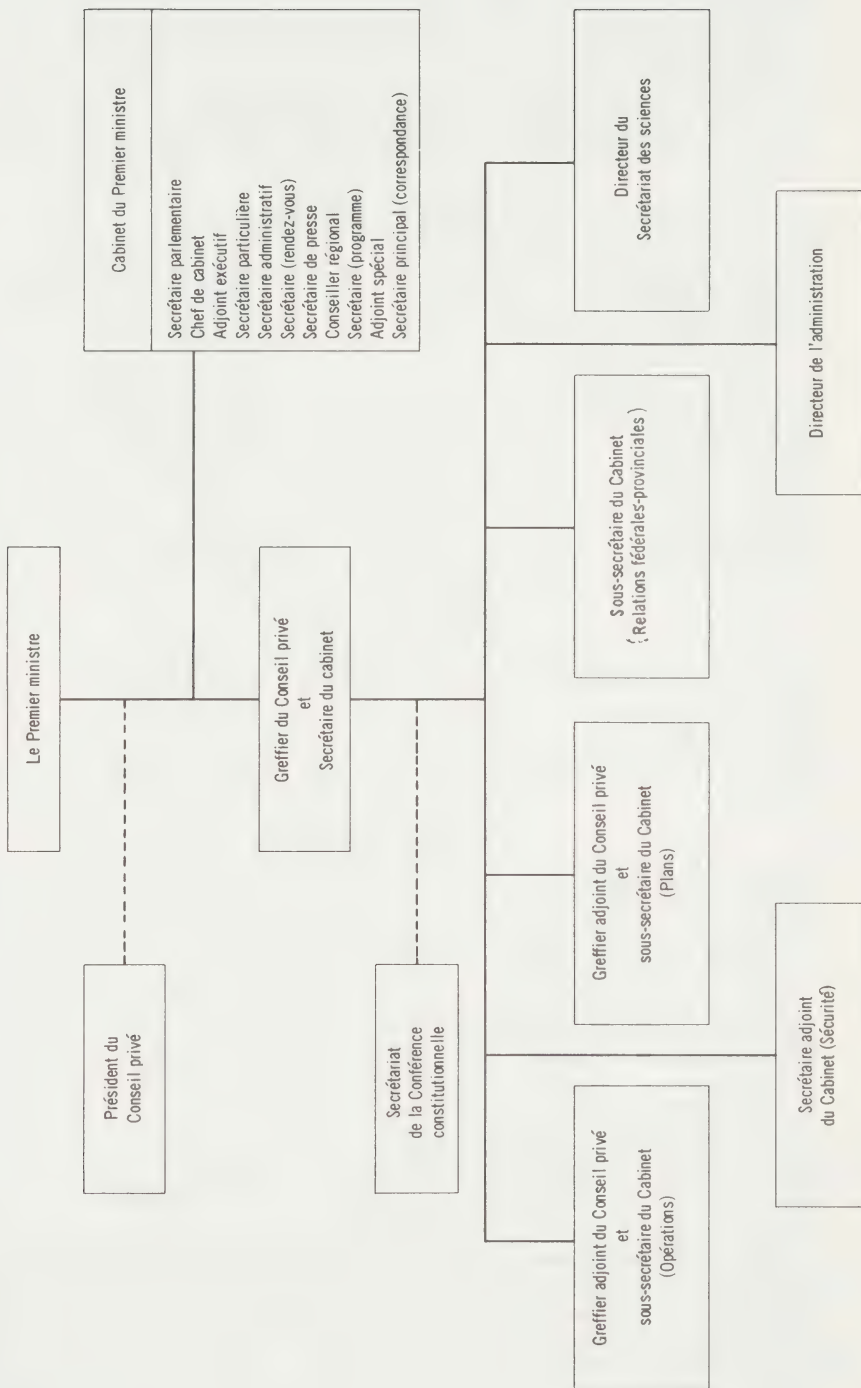 Le Premier ministre
Cabinet du Premier ministre
Secrétaire parlementaire
Chef de cabinet
Adjoint exécutif
Secrétaire particulière
Secrétaire administratif
Secrétaire (rendez-vous)
Secrétaire de presse
Conseiller régional
Secrétaire (programme)
Adjoint spécial
Secrétaire principal (correspondance)
Président du
Conseil privé
Greffier du Conseil privé
et
Secrétaire du cabinet
Secrétariat
de la Conférence
constitutionnelle
Greffier adjoint du Conseil privé
et
sous-secrétaire du Cabinet
(Opérations)
Greffier adjoint du Conseil privé
et
sous-secrétaire du Cabinet
(Plans)
Sous-secrétaire du Cabinet
(Relations fédérales-provinciales)
Directeur du
Secrétariat des sciences
Secrétaire adjoint
du Cabinet (Sécurité)
Directeur de l'administration